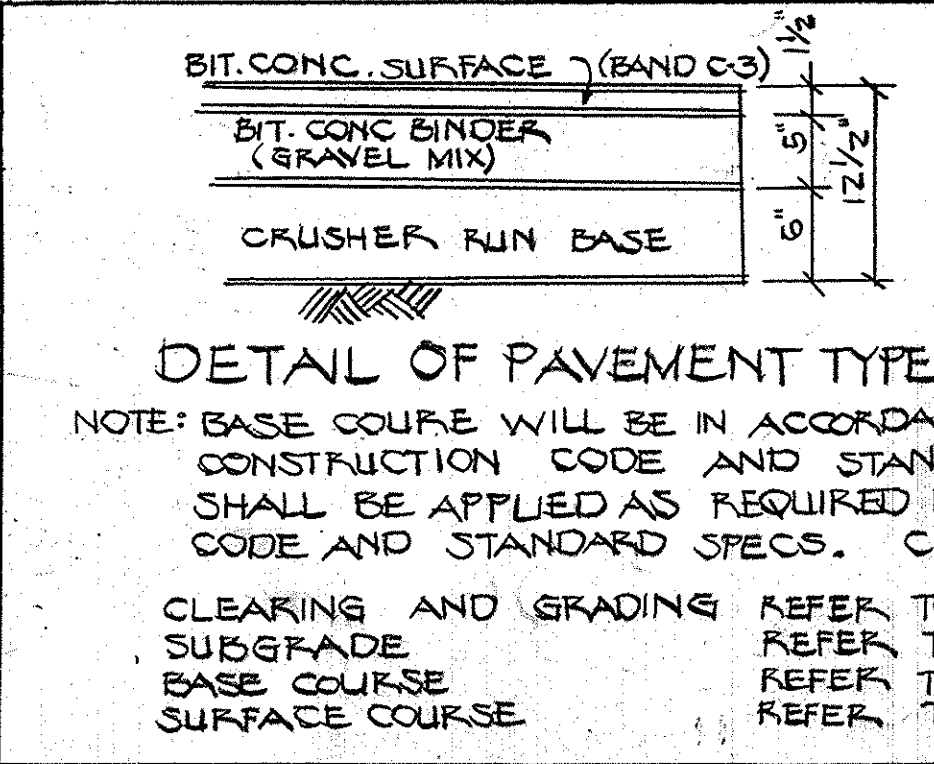 BIT. CONC. SURFACE (BAND C-3)
1½"
BIT. CONC BINDER
(GRAVEL MIX)
5"
12½"
CRUSHER RUN BASE
6"
DETAIL OF PAVEMENT TYPE
NOTE: BASE COURE WILL BE IN ACCORDA
CONSTRUCTION CODE AND STAN
SHALL BE APPLIED AS REQUIRED
CODE AND STANDARD SPECS. C
CLEARING AND GRADING REFER T
SUBGRADE REFER T
BASE COURSE REFER T
SURFACE COURSE REFER T